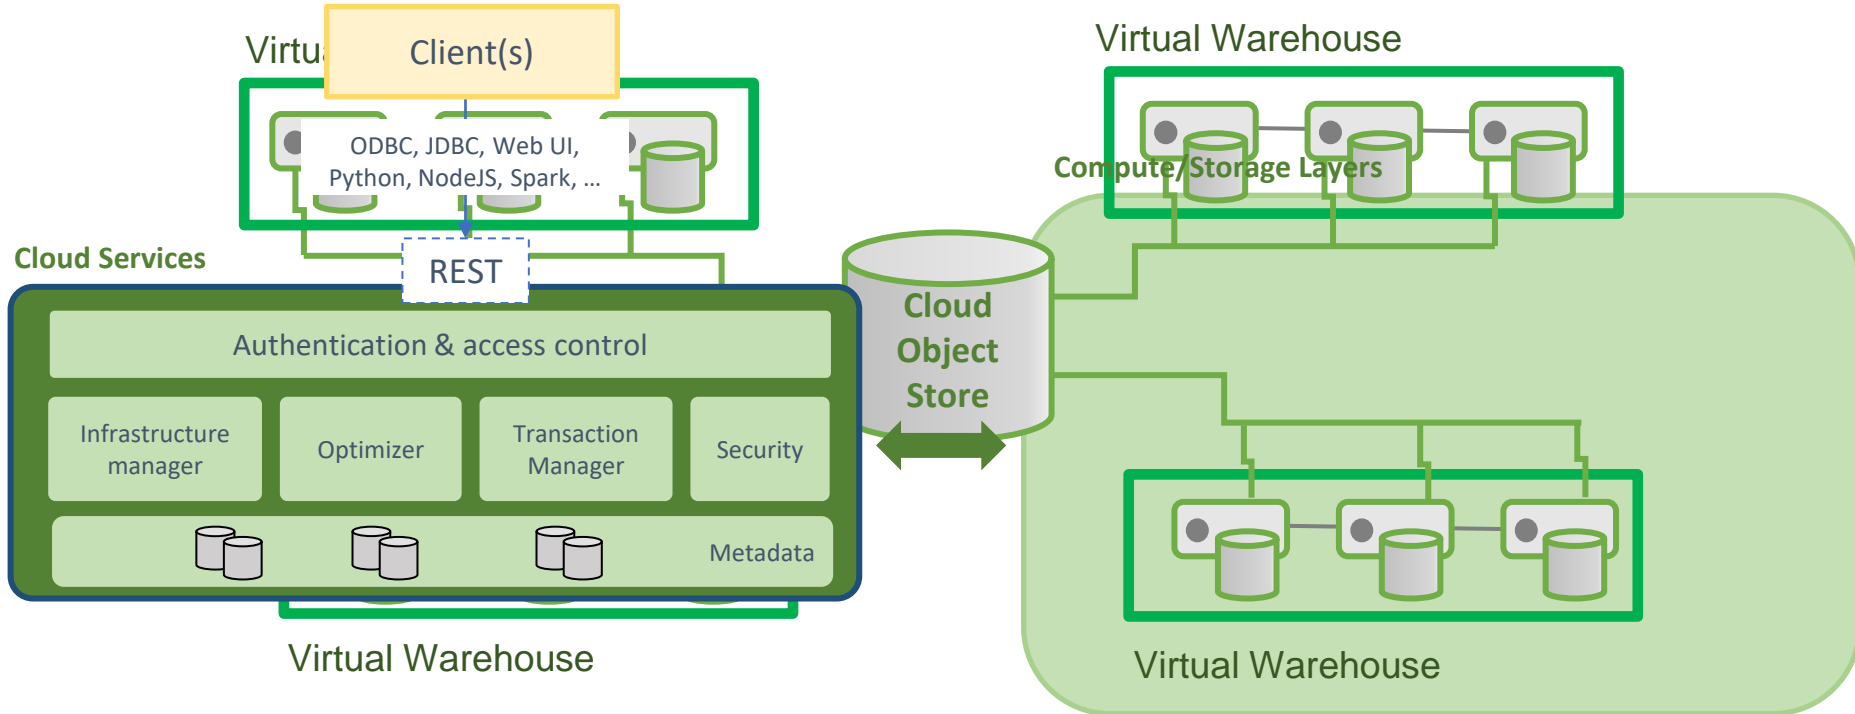 Client(s)
Virtual Warehouse
ODBC, JDBC, Web UI,
Python, NodeJS, Spark, ...
Compute/Storage Layers
Cloud Services
REST
Authentication & access control
Cloud
Object
Store
Infrastructure
manager
Optimizer
Transaction
Manager
Security
Metadata
Virtual Warehouse
Virtual Warehouse